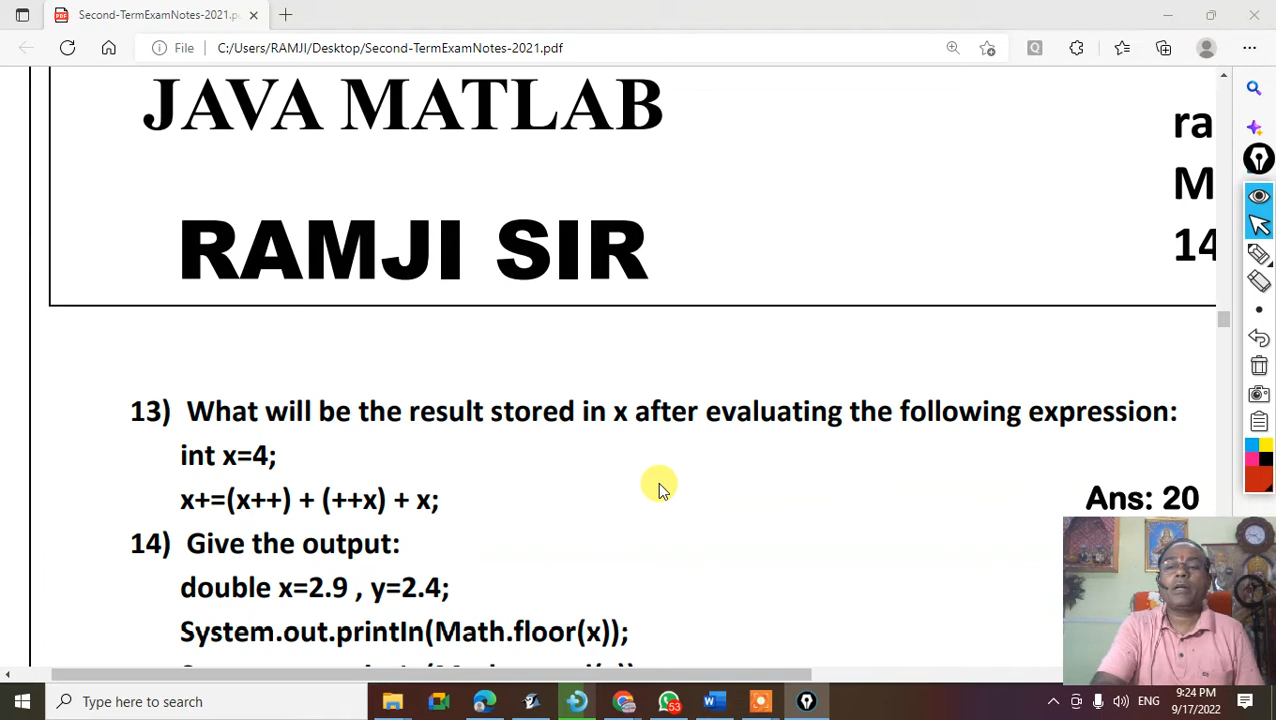 Second-TermExamNotes-2021.p
File
C:/Users/RAMJI/Desktop/Second-TermExamNotes-2021.pdf
JAVA MATLAB
ra
M
RAMJI SIR
14
13) What will be the result stored in x after evaluating the following expression:
int x=4;
x+=(x++) + (++x) + x;
Ans: 20
14) Give the output:
double x=2.9 , y=2.4;
System.out.printIn(Math.floor(x));
Type here to search
53
ENG
9:24 PM
9/17/2022